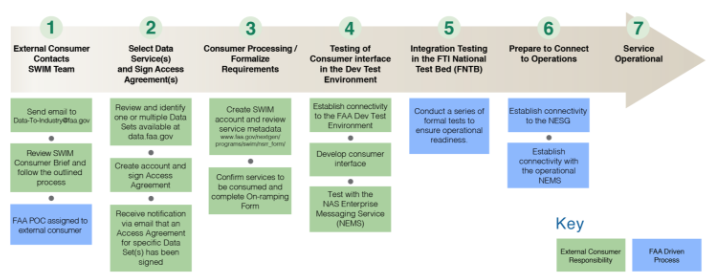 1
External Consumer
Contacts
SWIM Team
Send email to
Data-To-Industry@faa.gov
Review SWIM
Consumer Brief and
follow the outlined
process
FAA POC assigned to
external consumer
2
Select Data
Service(s)
and Sign Access
Agreement(s)
Review and identify
one or multiple Data
Sets available at
data.faa.gov
Create account and
sign Access
Agreement
Receive notification
via email that an
Access Agreement
for specific Data
Set(s) has been
signed
3
Consumer Processing /
Formalize
Requirements
Create SWIM
account and review
service metadata
www.faa.gov/nextgen/
programs/swim/nsrr_form/
Confirm services to
be consumed and
complete On-ramping
Form
4
Testing of
Consumer interface
in the Dev Test
Environment
Establish connectivity
to the FAA Dev Test
Environment
Develop consumer
interface
Test with the
NAS Enterprise
Messaging Service
(NEMS)
5
Integration Testing
in the FTI National
Test Bed (FNTB)
Conduct a series of
formal tests to
ensure operational
readiness.
6
Prepare to Connect
to Operations
Establish connectivity
to the NESG
Establish
connectivity with
the operational
NEMS
7
Service
Operational
Key
External Consumer
Responsibility
FAA Driven
Process